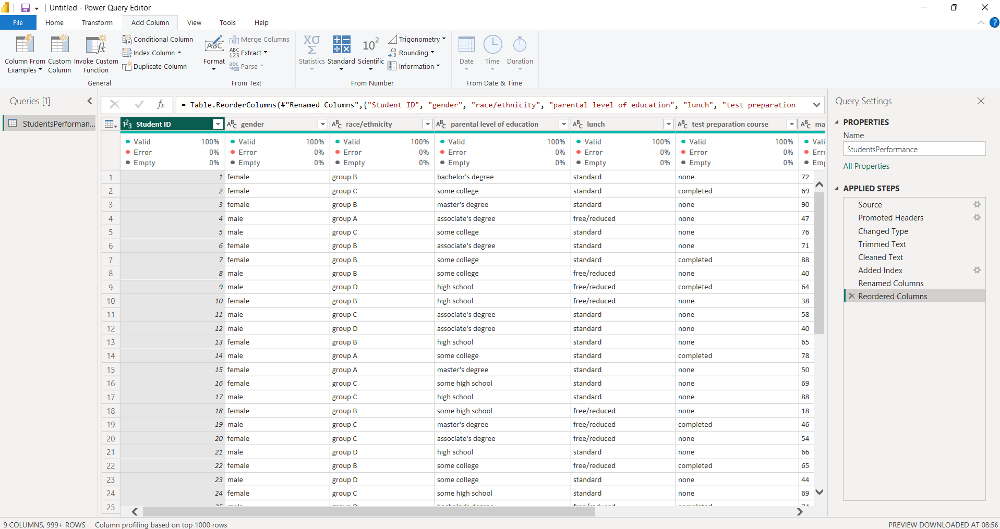 Untitled - Power Query Editor
File Home Transform Add Column View Tools Help
Column From Examples
Custom Column
Invoke Custom Function
Conditional Column
Index Column
Duplicate Column
General
ABC
Format
Merge Columns
ABC 123 Extract
abc Parse
From Text
XΣσ Statistics
Standard
10² Scientific
Trigonometry
.00 .0 Rounding
Information
From Number
Date
Time
Duration
From Date & Time
Queries [1]
StudentsPerforman...
fx = Table.ReorderColumns(#"Renamed Columns",{"Student ID", "gender", "race/ethnicity", "parental level of education", "lunch", "test preparation
123 Student ID ABC gender ABC race/ethnicity ABC parental level of education ABC lunch ABC test preparation course ABC ma
Valid 100% Valid 100% Valid 100% Valid 100% Valid 100% Valid 100% Vali
Error 0% Error 0% Error 0% Error 0% Error 0% Error 0% Erro
Empty 0% Empty 0% Empty 0% Empty 0% Empty 0% Empty 0% Emp
1 1 female group B bachelor's degree standard none 72
2 2 female group C some college standard completed 69
3 3 female group B master's degree standard none 90
4 4 male group A associate's degree free/reduced none 47
5 5 male group C some college standard none 76
6 6 female group B associate's degree standard none 71
7 7 female group B some college standard completed 88
8 8 male group B some college free/reduced none 40
9 9 male group D high school free/reduced completed 64
10 10 female group B high school free/reduced none 38
11 11 male group C associate's degree standard none 58
12 12 male group D associate's degree standard none 40
13 13 female group B high school standard none 65
14 14 male group A some college standard completed 78
15 15 female group A master's degree standard none 50
16 16 female group C some high school standard none 69
17 17 male group C high school standard none 88
18 18 female group B some high school free/reduced none 18
19 19 male group C master's degree free/reduced completed 46
20 20 female group C associate's degree free/reduced none 54
21 21 male group D high school standard none 66
22 22 female group B some college free/reduced completed 65
23 23 male group D some college standard none 44
24 24 female group C some high school standard none 69
25
Query Settings
PROPERTIES
Name
StudentsPerformance
All Properties
APPLIED STEPS
Source
Promoted Headers
Changed Type
Trimmed Text
Cleaned Text
Added Index
Renamed Columns
Reordered Columns
9 COLUMNS, 999+ ROWS Column profiling based on top 1000 rows
PREVIEW DOWNLOADED AT 08:56